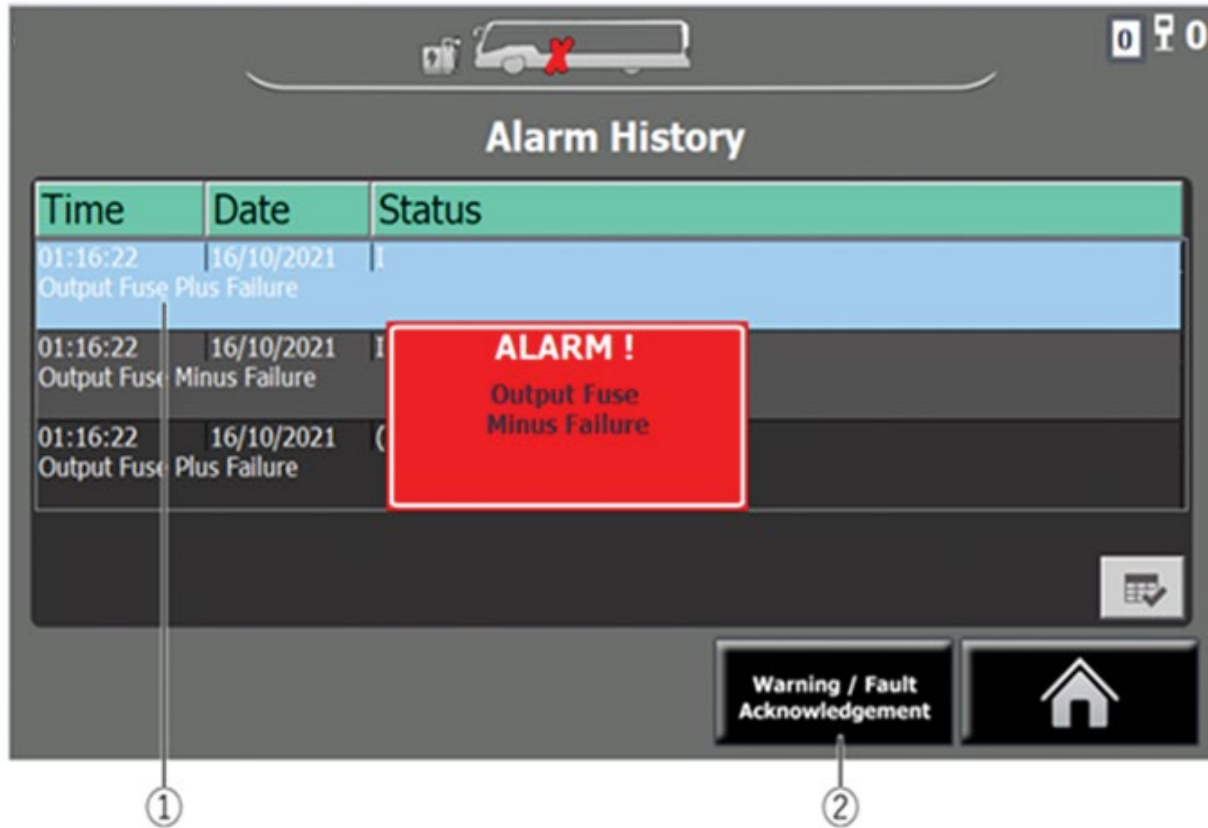 0 0
Alarm History
Time Date Status
01:16:22 16/10/2021 I
Output Fuse Plus Failure
01:16:22 16/10/2021 I
Output Fuse Minus Failure
01:16:22 16/10/2021 (
Output Fuse Plus Failure
ALARM !
Output Fuse
Minus Failure
Warning / Fault
Acknowledgement
1 2